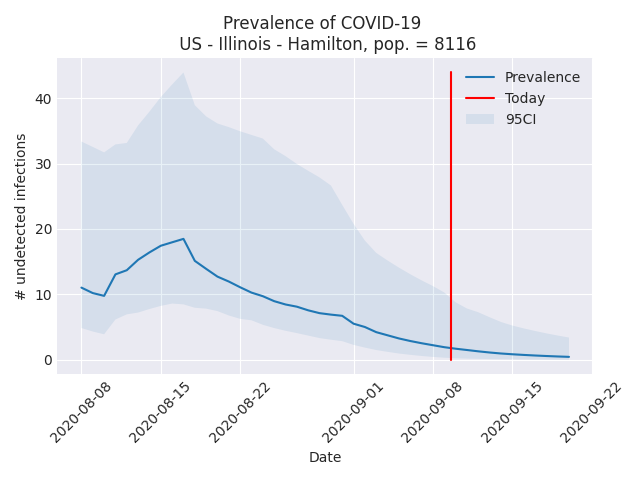 Prevalence of COVID-19
US - Illinois - Hamilton, pop. = 8116
Prevalence
Today
95CI
# undetected infections
40
30
20
10
0
2020-08-08
2020-08-15
2020-08-22
2020-09-01
2020-09-08
2020-09-15
2020-09-22
Date